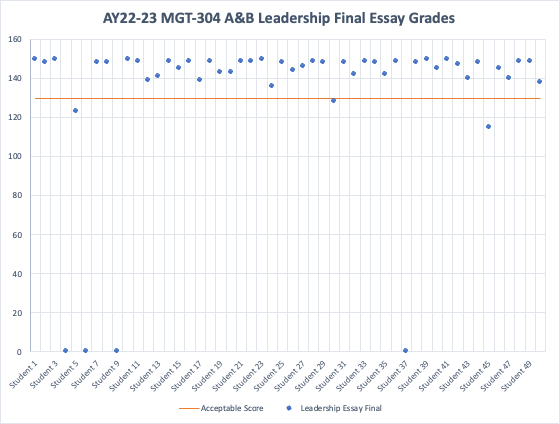 AY22-23 MGT-304 A&B Leadership Final Essay Grades
160
140
120
100
80
60
40
20
0
Student 1
Student 3
Student 5
Student 7
Student 9
Student 11
Student 13
Student 15
Student 17
Student 19
Student 21
Student 23
Student 25
Student 27
Student 29
Student 31
Student 33
Student 35
Student 37
Student 39
Student 41
Student 43
Student 45
Student 47
Student 49
Acceptable Score
Leadership Essay Final